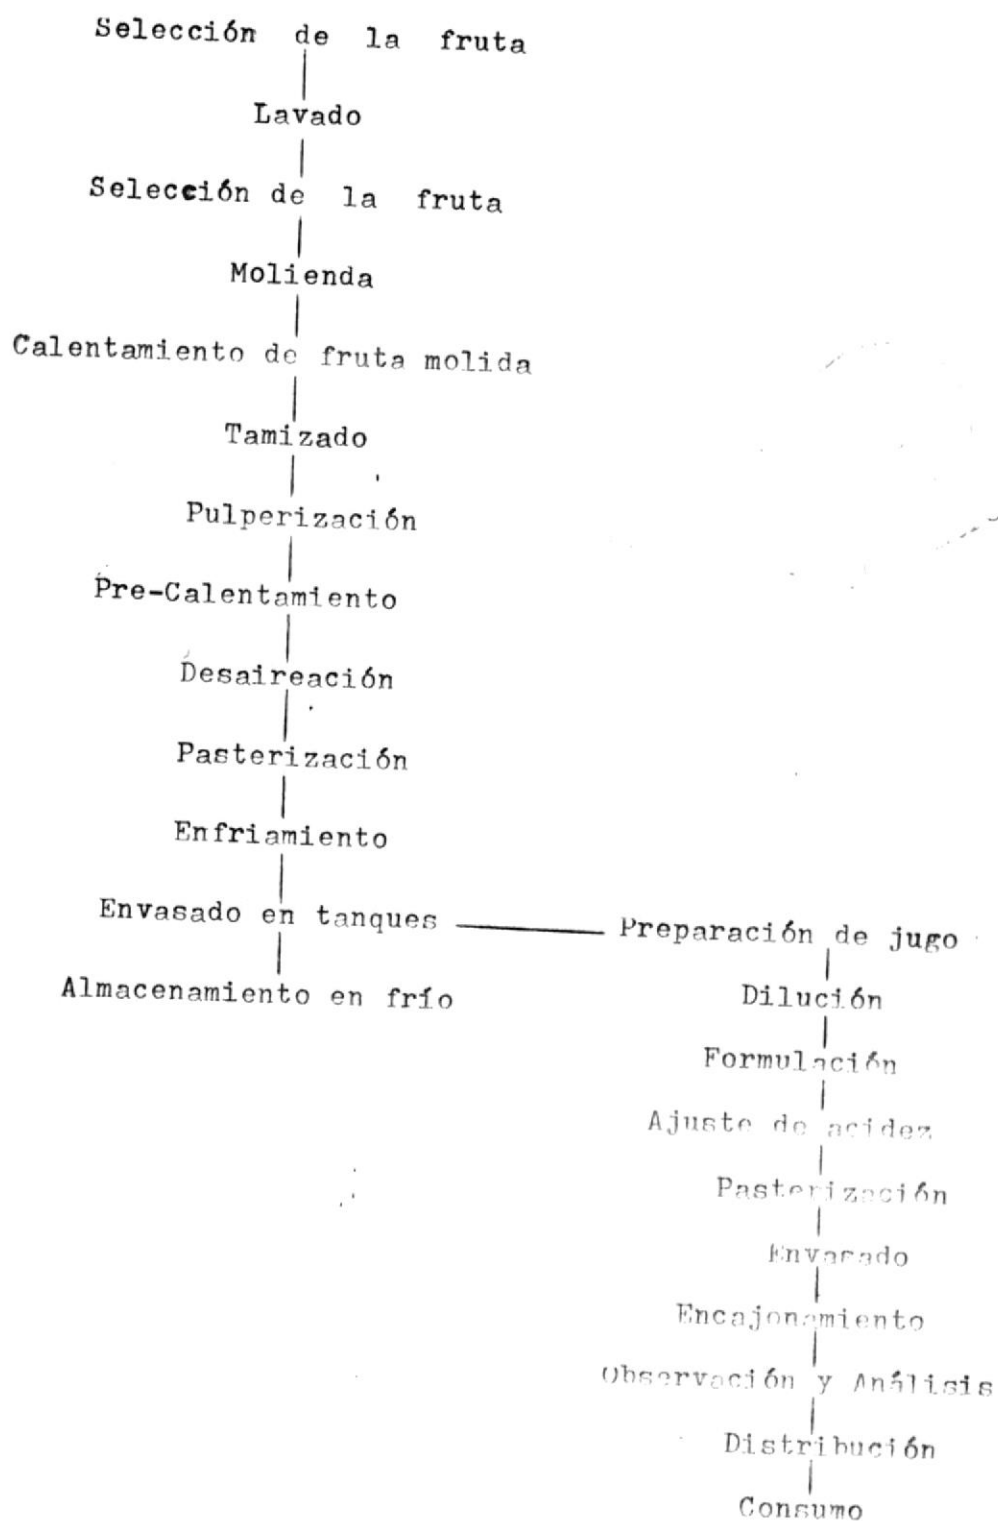 Selección de la fruta
Lavado
Selección de la fruta
Molienda
Calentamiento de fruta molida
Tamizado
Pulperización
Pre-Calentamiento
Desaireación
Pasterización
Enfriamiento
Envasado en tanques
Almacenamiento en frío
Preparación de jugo
Dilución
Formulación
Ajuste de acidez
Pasterización
Envasado
Encajonamiento
Observación y Análisis
Distribución
Consumo